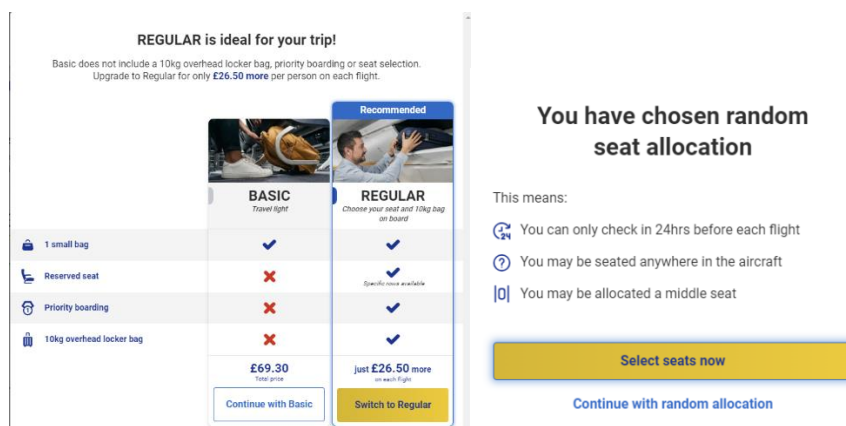 REGULAR is ideal for your trip!
Basic does not include a 10kg overhead locker bag, priority boarding or seat selection.
Upgrade to Regular for only £26.50 more per person on each flight.
Recommended
BASIC
Travel light
REGULAR
Choose your seat and 10kg bag
on board
1 small bag
Reserved seat
Specific rows available
Priority boarding
10kg overhead locker bag
£69.30
Total price
just £26.50 more
on each flight
Continue with Basic
Switch to Regular
You have chosen random
seat allocation
This means:
24
You can only check in 24hrs before each flight
You may be seated anywhere in the aircraft
You may be allocated a middle seat
Select seats now
Continue with random allocation